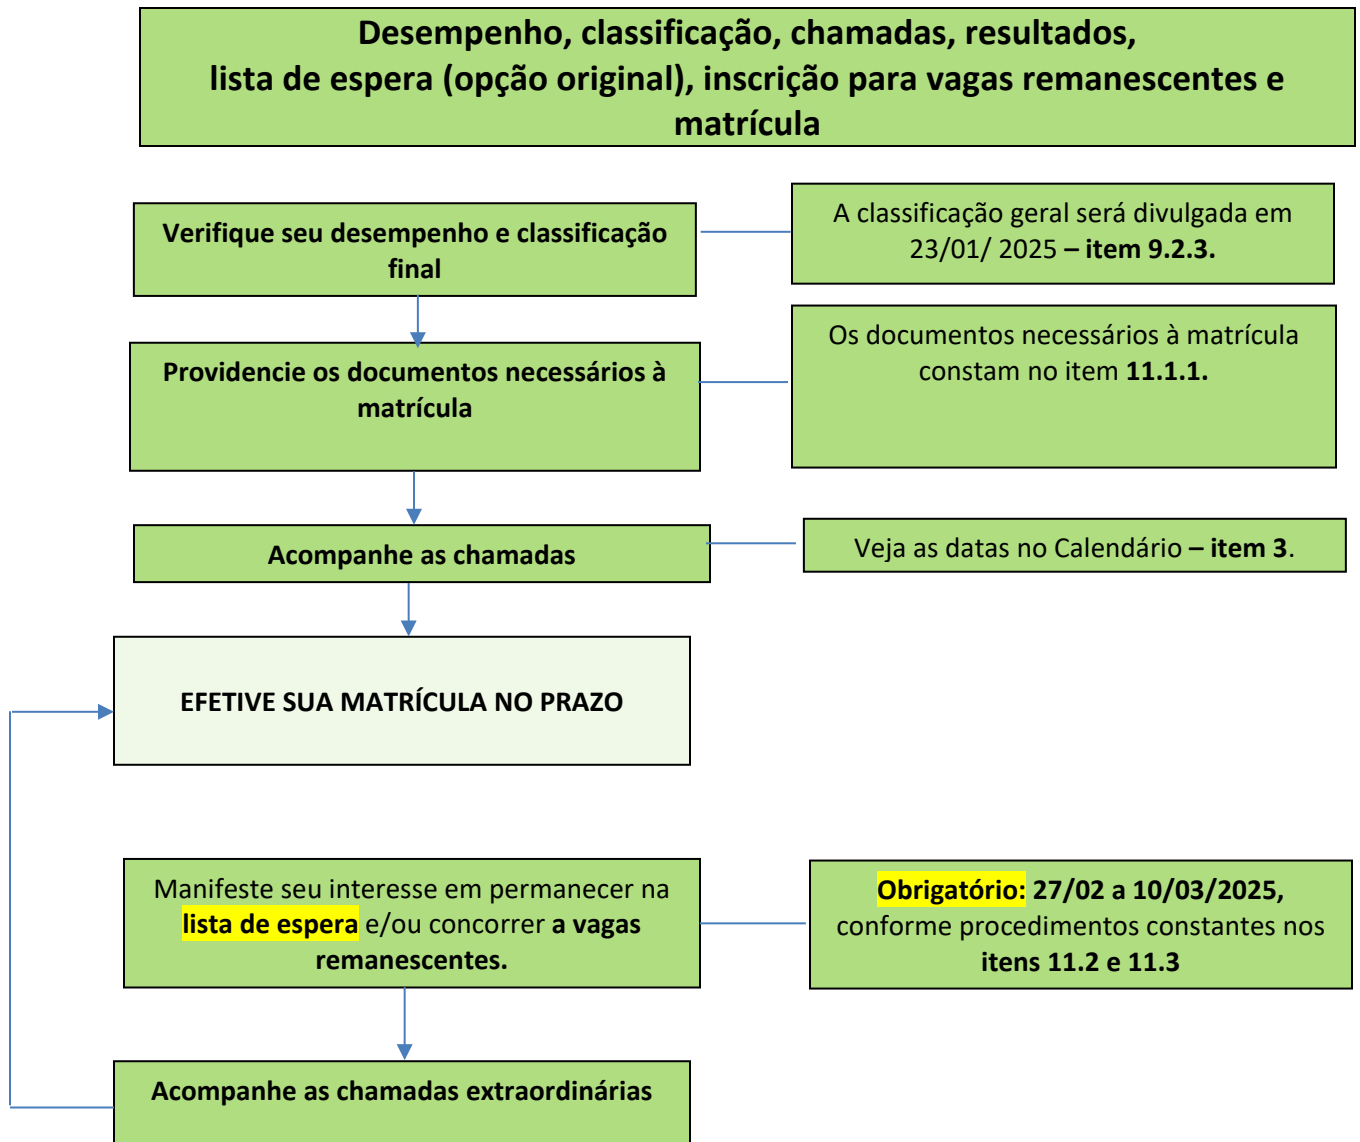 Desempenho, classificação, chamadas, resultados,
lista de espera (opção original), inscrição para vagas remanescentes e
matrícula
Verifique seu desempenho e classificação
final
A classificação geral será divulgada em
23/01/ 2025 – item 9.2.3.
Providencie os documentos necessários à
matrícula
Os documentos necessários à matrícula
constam no item 11.1.1.
Acompanhe as chamadas
Veja as datas no Calendário – item 3.
EFETIVE SUA MATRÍCULA NO PRAZO
Manifeste seu interesse em permanecer na
lista de espera e/ou concorrer a vagas
remanescentes.
Obrigatório: 27/02 a 10/03/2025,
conforme procedimentos constantes nos
itens 11.2 e 11.3
Acompanhe as chamadas extraordinárias